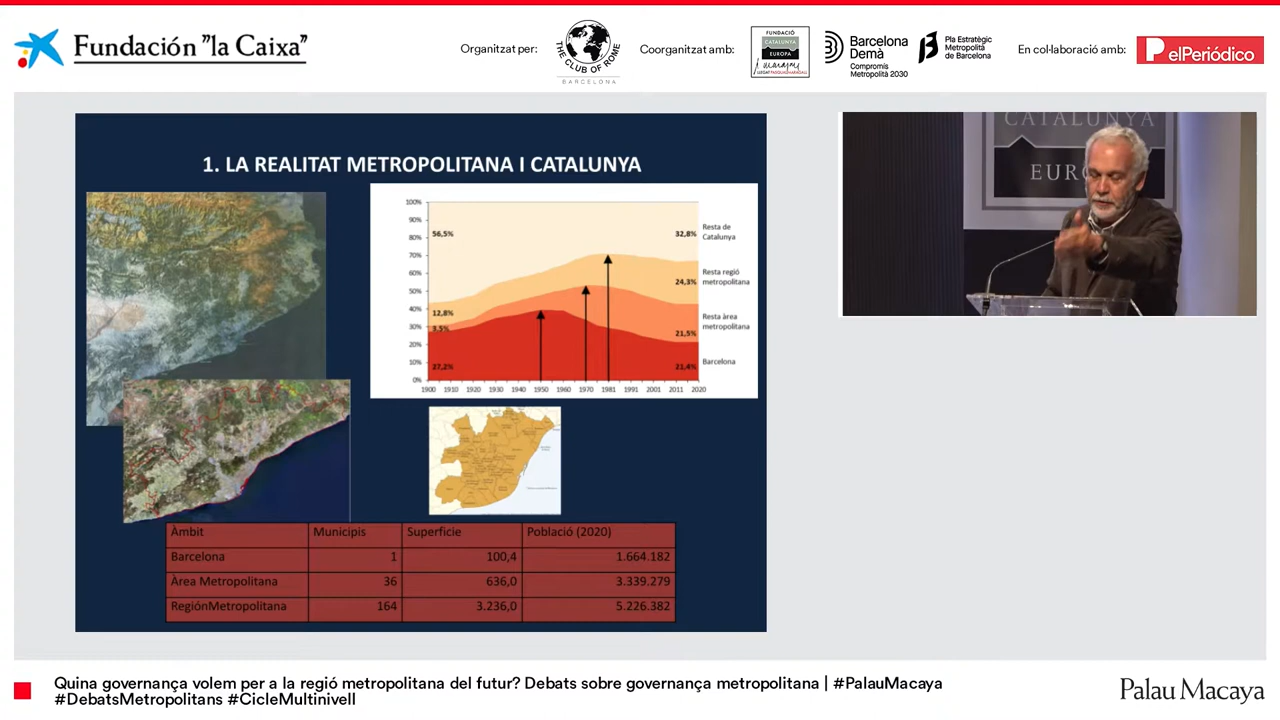 Fundación "la Caixa"
Organitzat per:
THE CLUB OF ROME
BARCELONA
Coorganitzat amb:
FUNDACIÓ
CATALUNYA
EUROPA
LLEGAT PASQUAL MARAGALL
Barcelona
Demà
Compromís
Metropolità 2030
Pla Estratègic
Metropolità
de Barcelona
En col·laboració amb:
elPeriódico
1. LA REALITAT METROPOLITANA I CATALUNYA
100%
90%
80%
70%
60%
50%
40%
30%
20%
10%
0%
56,5%
12,8%
3,5%
27,2%
32,8%
24,3%
21,5%
21,4%
Resta de
Catalunya
Resta regió
metropolitana
Resta àrea
metropolitana
Barcelona
1900 1910 1920 1930 1940 1950 1960 1970 1981 1991 2001 2011 2020
Àmbit Municipis Superficie Població (2020)
Barcelona 1 100,4 1.664.182
Àrea Metropolitana 36 636,0 3.339.279
RegiónMetropolitana 164 3.236,0 5.226.382
CATALUNYA
EURO
Quina governança volem per a la regió metropolitana del futur? Debats sobre governança metropolitana | #PalauMacaya
#DebatsMetropolitans #CicleMultinivell
Palau Macaya